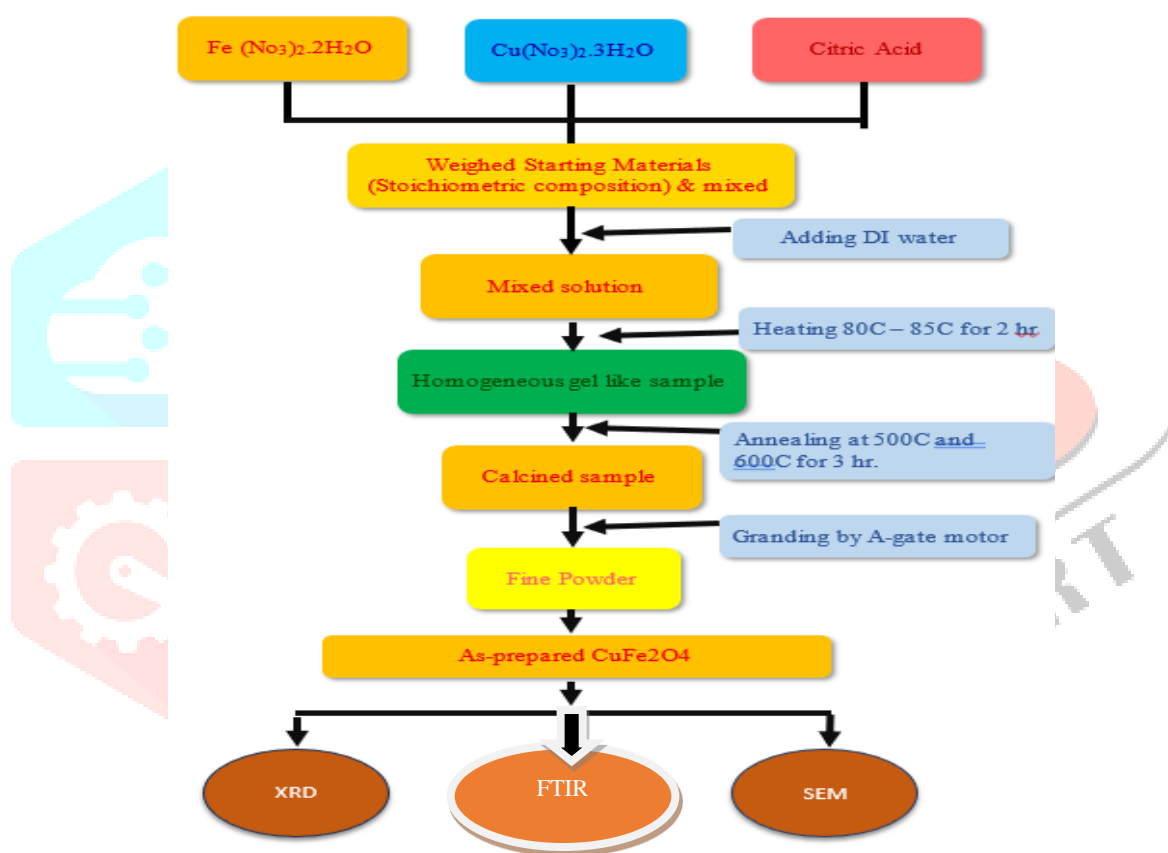 Fe (No₃)₂.2H₂O
Cu(No₃)₂.3H₂O
Citric Acid
Weighed Starting Materials
(Stoichiometric composition) & mixed
Adding DI water
Mixed solution
Heating 80C – 85C for 2 hr
Homogeneous gel like sample
Annealing at 500C and
600C for 3 hr.
Calcined sample
Granding by A-gate motor
Fine Powder
As-prepared CuFe2O4
XRD
FTIR
SEM